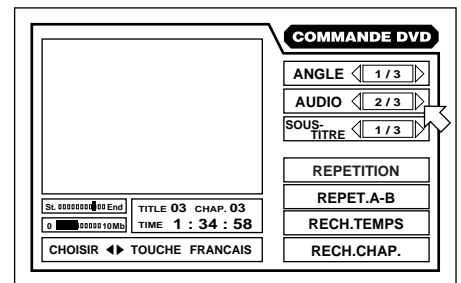 COMMANDE DVD
ANGLE 1 / 3
AUDIO 2 / 3
SOUS-
TITRE 1 / 3
REPETITION
REPET.A-B
RECH.TEMPS
RECH.CHAP.
St. End
0 10Mb
TITLE 03 CHAP. 03
TIME 1 : 34 : 58
CHOISIR ◀▶ TOUCHE FRANCAIS